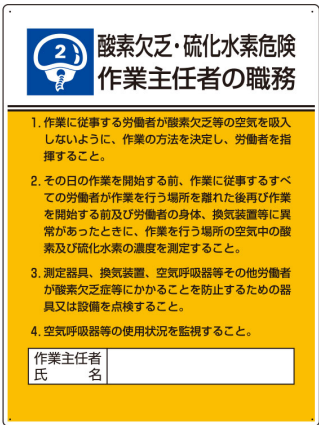 2
酸素欠乏・硫化水素危険
作業主任者の職務
1. 作業に従事する労働者が酸素欠乏等の空気を吸入
しないように、作業の方法を決定し、労働者を指
揮すること。
2. その日の作業を開始する前、作業に従事するすべ
ての労働者が作業を行う場所を離れた後再び作業
を開始する前及び労働者の身体、換気装置等に異
常があったときに、作業を行う場所の空気中の酸
素及び硫化水素の濃度を測定すること。
3. 測定器具、換気装置、空気呼吸器等その他労働者
が酸素欠乏症等にかかることを防止するための器
具又は設備を点検すること。
4. 空気呼吸器等の使用状況を監視すること。
作業主任者
氏　名